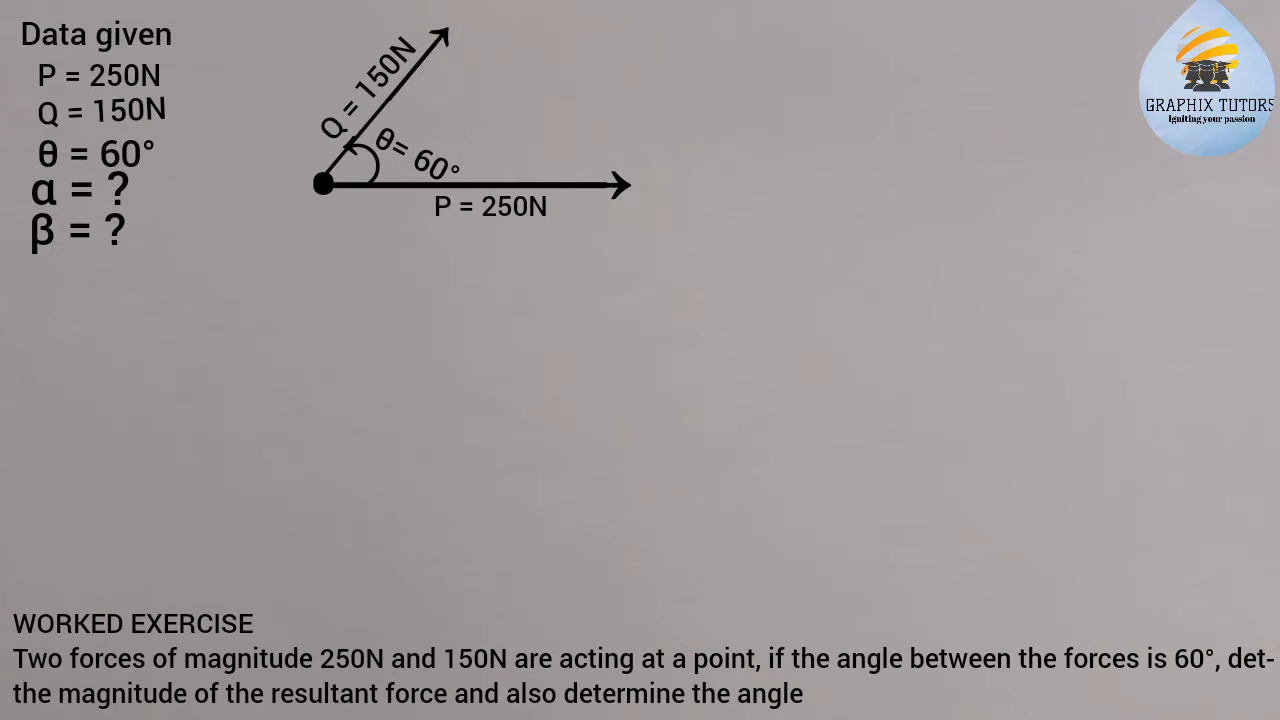 Data given
P = 250N
Q = 150N
θ = 60°
α = ?
β = ?
Q = 150N
θ= 60°
P = 250N
GRAPHIX TUTORS
Igniting your passion
WORKED EXERCISE
Two forces of magnitude 250N and 150N are acting at a point, if the angle between the forces is 60°, det-
the magnitude of the resultant force and also determine the angle